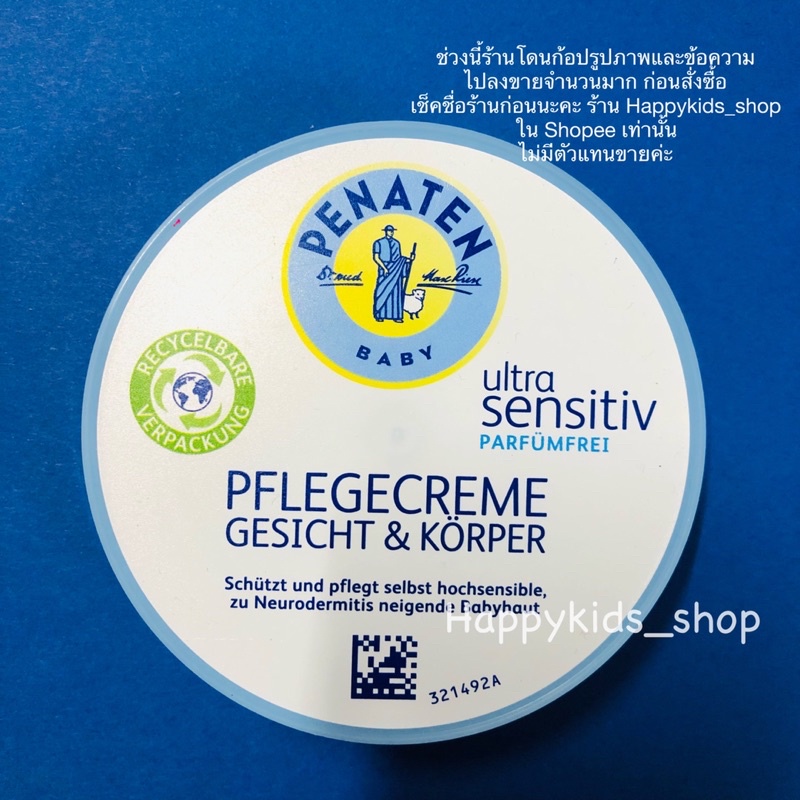 ช่วงนี้ร้านโดนก้อปรูปภาพและข้อความ
ไปลงขายจำนวนมาก ก่อนสั่งซื้อ
เช็คชื่อร้านก่อนนะคะ ร้าน Happykids_shop
ใน Shopee เท่านั้น
ไม่มีตัวแทนขายค่ะ
PENATEN
BABY
RECYCELBARE
VERPACKUNG
ultra
sensitiv
PARFÜMFREI
PFLEGECREME
GESICHT & KÖRPER
Schützt und pflegt selbst hochsensible,
zu Neurodermitis neigende Babyhaut
Happykids_shop
321492A